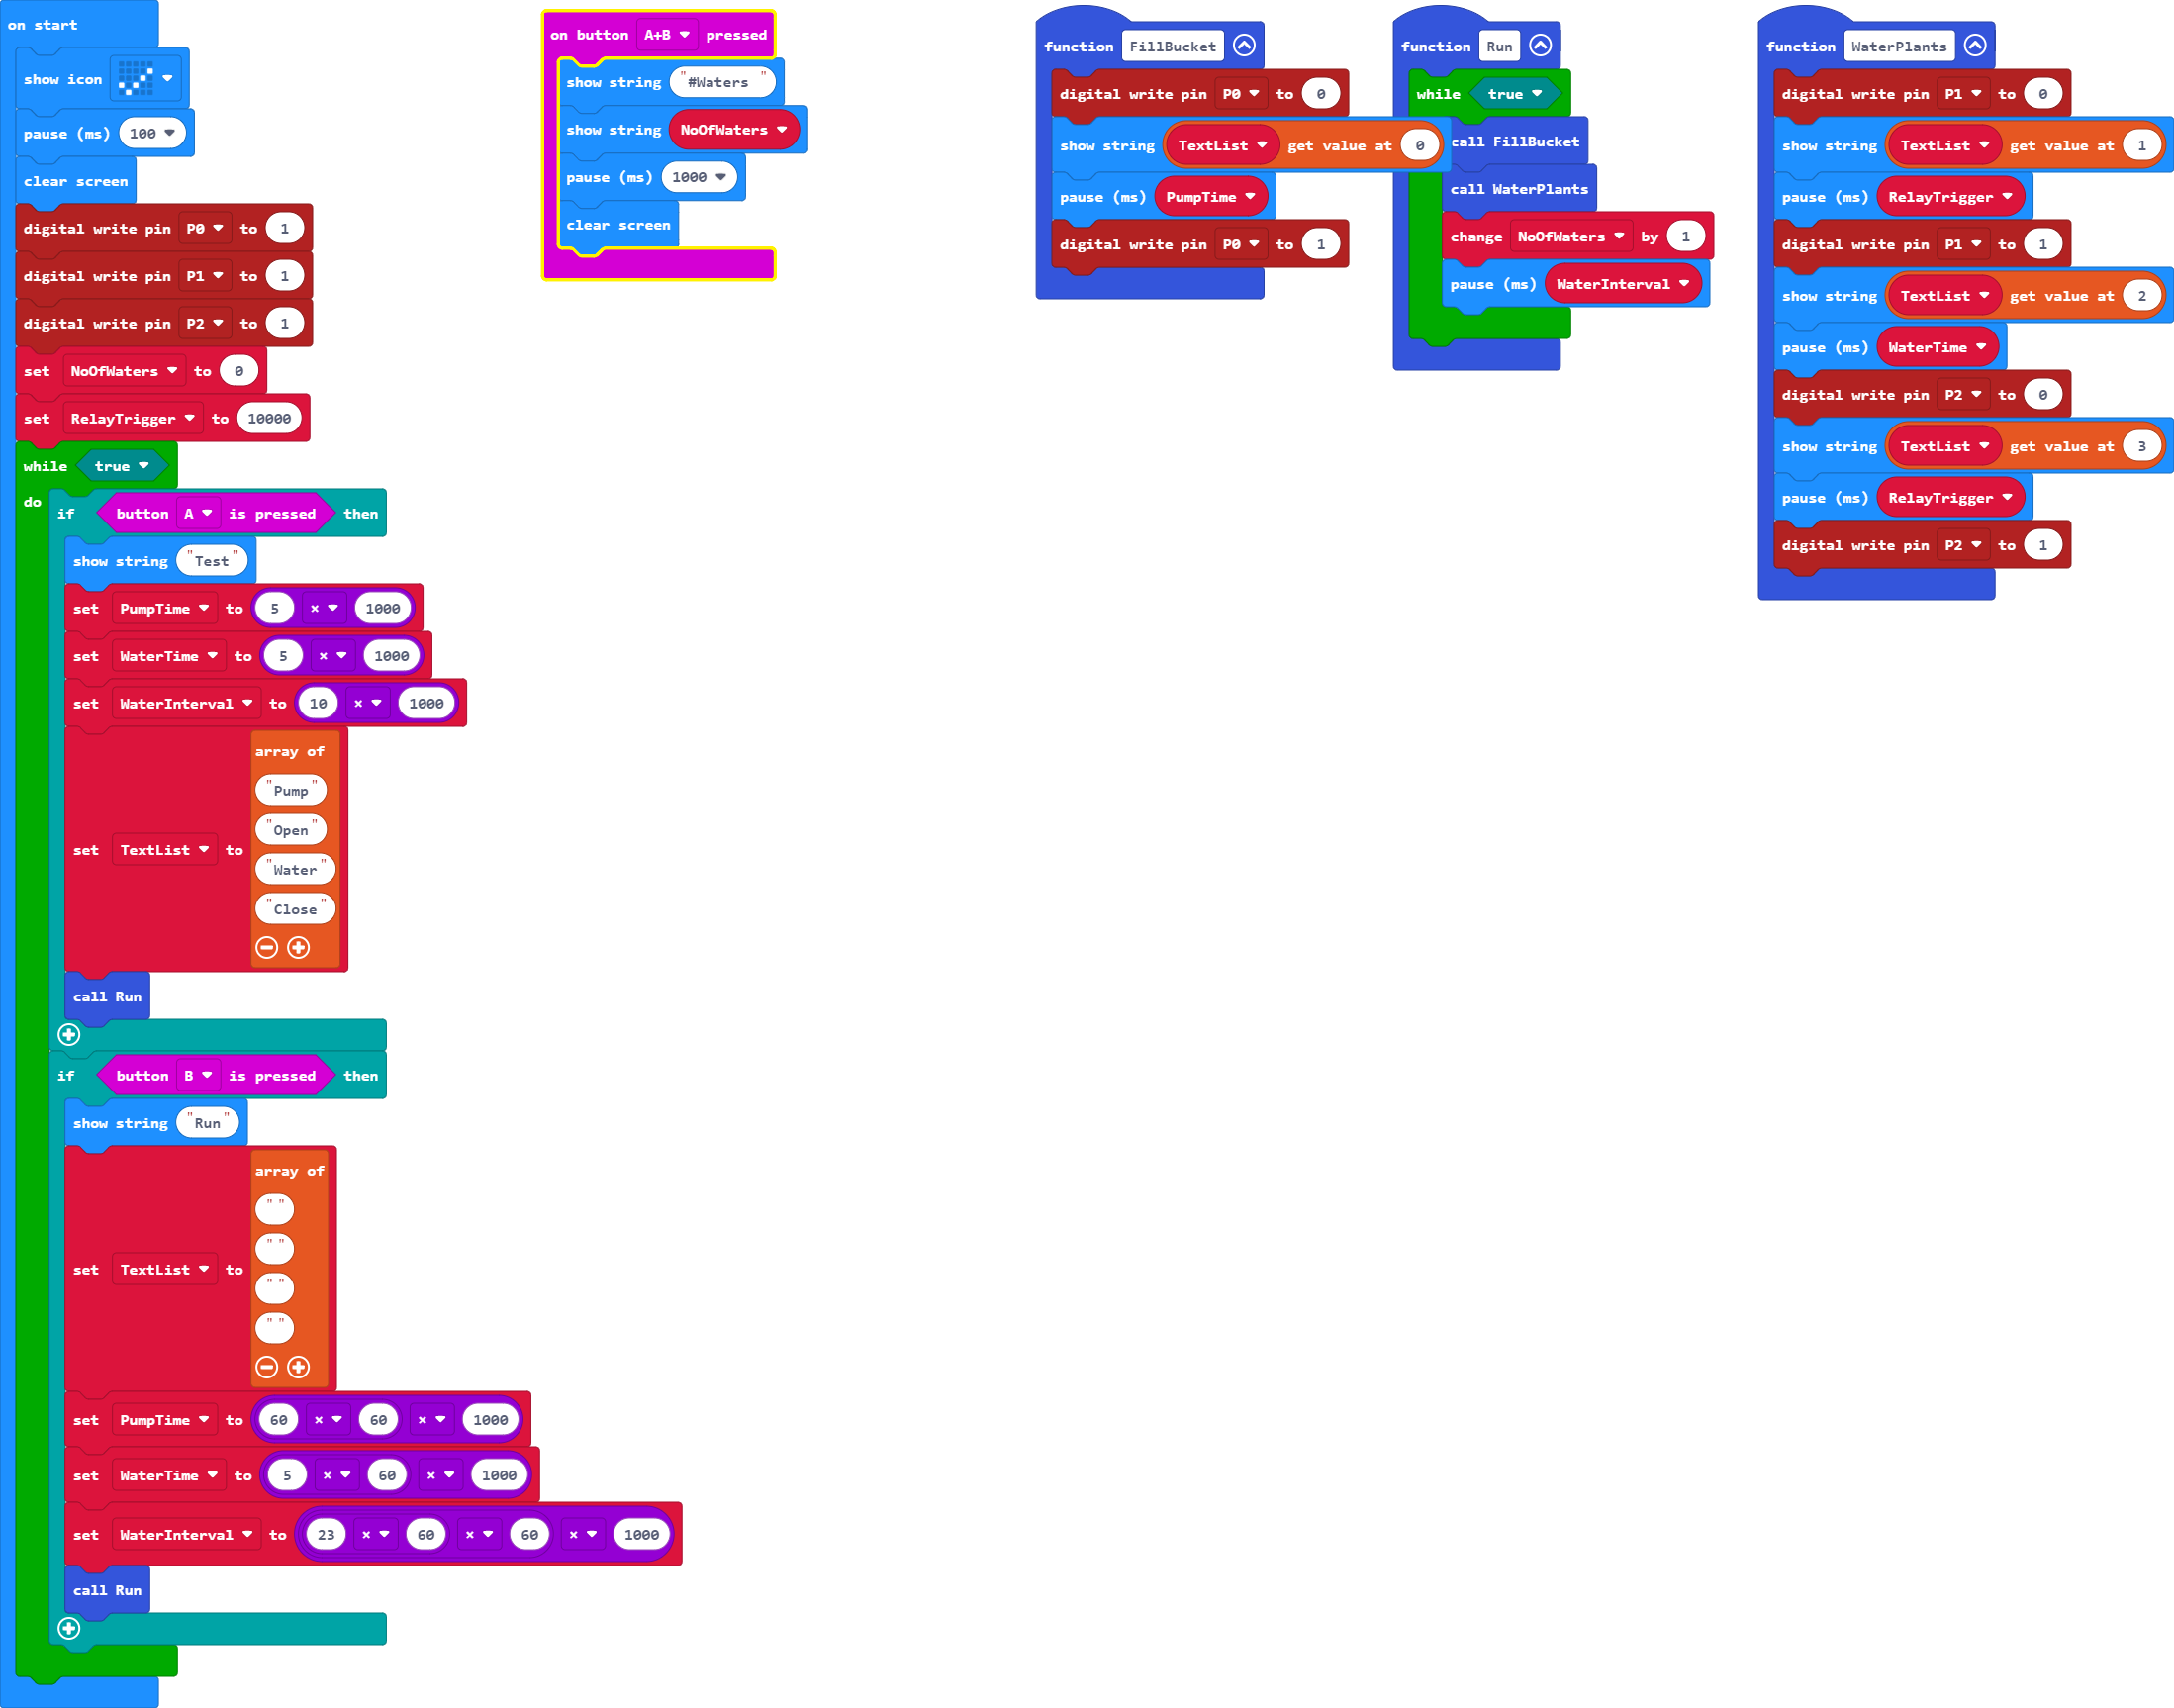 on start
show icon
pause (ms) 100
clear screen
digital write pin P0 to 1
digital write pin P1 to 1
digital write pin P2 to 1
set NoOfWaters to 0
set RelayTrigger to 10000
while true
do if button A is pressed then
show string "Test"
set PumpTime to 5 × 1000
set WaterTime to 5 × 1000
set WaterInterval to 10 × 1000
set TextList to array of
"Pump"
"Open"
"Water"
"Close"
call Run
if button B is pressed then
show string "Run"
set TextList to array of
" "
" "
" "
" "
set PumpTime to 60 × 60 × 1000
set WaterTime to 5 × 60 × 1000
set WaterInterval to 23 × 60 × 60 × 1000
call Run
on button A+B pressed
show string "#Waters "
show string NoOfWaters
pause (ms) 1000
clear screen
function FillBucket
digital write pin P0 to 0
show string TextList get value at 0
pause (ms) PumpTime
digital write pin P0 to 1
function Run
while true
call FillBucket
call WaterPlants
change NoOfWaters by 1
pause (ms) WaterInterval
function WaterPlants
digital write pin P1 to 0
show string TextList get value at 1
pause (ms) RelayTrigger
digital write pin P1 to 1
show string TextList get value at 2
pause (ms) WaterTime
digital write pin P2 to 0
show string TextList get value at 3
pause (ms) RelayTrigger
digital write pin P2 to 1